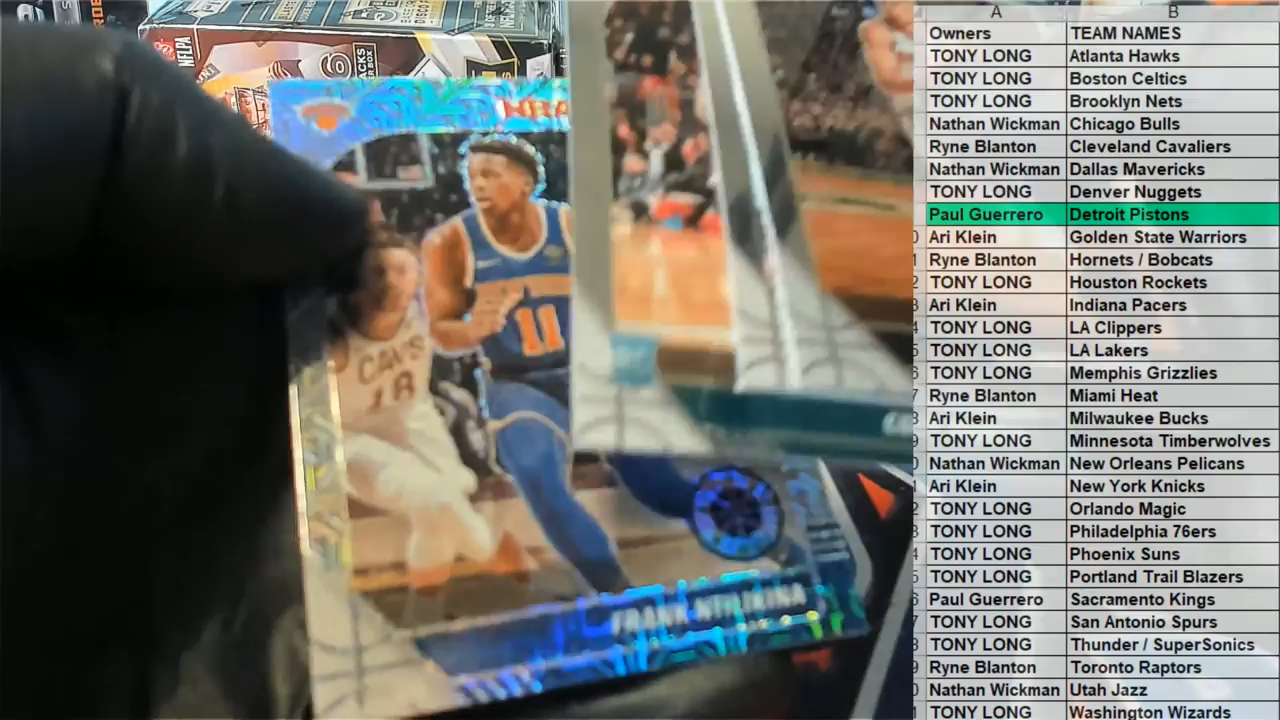 NFLPA
NBA
CAVS
18
11
FRANK NTILIKINA
A B
Owners TEAM NAMES
TONY LONG Atlanta Hawks
TONY LONG Boston Celtics
TONY LONG Brooklyn Nets
Nathan Wickman Chicago Bulls
Ryne Blanton Cleveland Cavaliers
Nathan Wickman Dallas Mavericks
TONY LONG Denver Nuggets
Paul Guerrero Detroit Pistons
Ari Klein Golden State Warriors
Ryne Blanton Hornets / Bobcats
TONY LONG Houston Rockets
Ari Klein Indiana Pacers
TONY LONG LA Clippers
TONY LONG LA Lakers
TONY LONG Memphis Grizzlies
Ryne Blanton Miami Heat
Ari Klein Milwaukee Bucks
TONY LONG Minnesota Timberwolves
Nathan Wickman New Orleans Pelicans
Ari Klein New York Knicks
TONY LONG Orlando Magic
TONY LONG Philadelphia 76ers
TONY LONG Phoenix Suns
TONY LONG Portland Trail Blazers
Paul Guerrero Sacramento Kings
TONY LONG San Antonio Spurs
TONY LONG Thunder / SuperSonics
Ryne Blanton Toronto Raptors
Nathan Wickman Utah Jazz
TONY LONG Washington Wizards